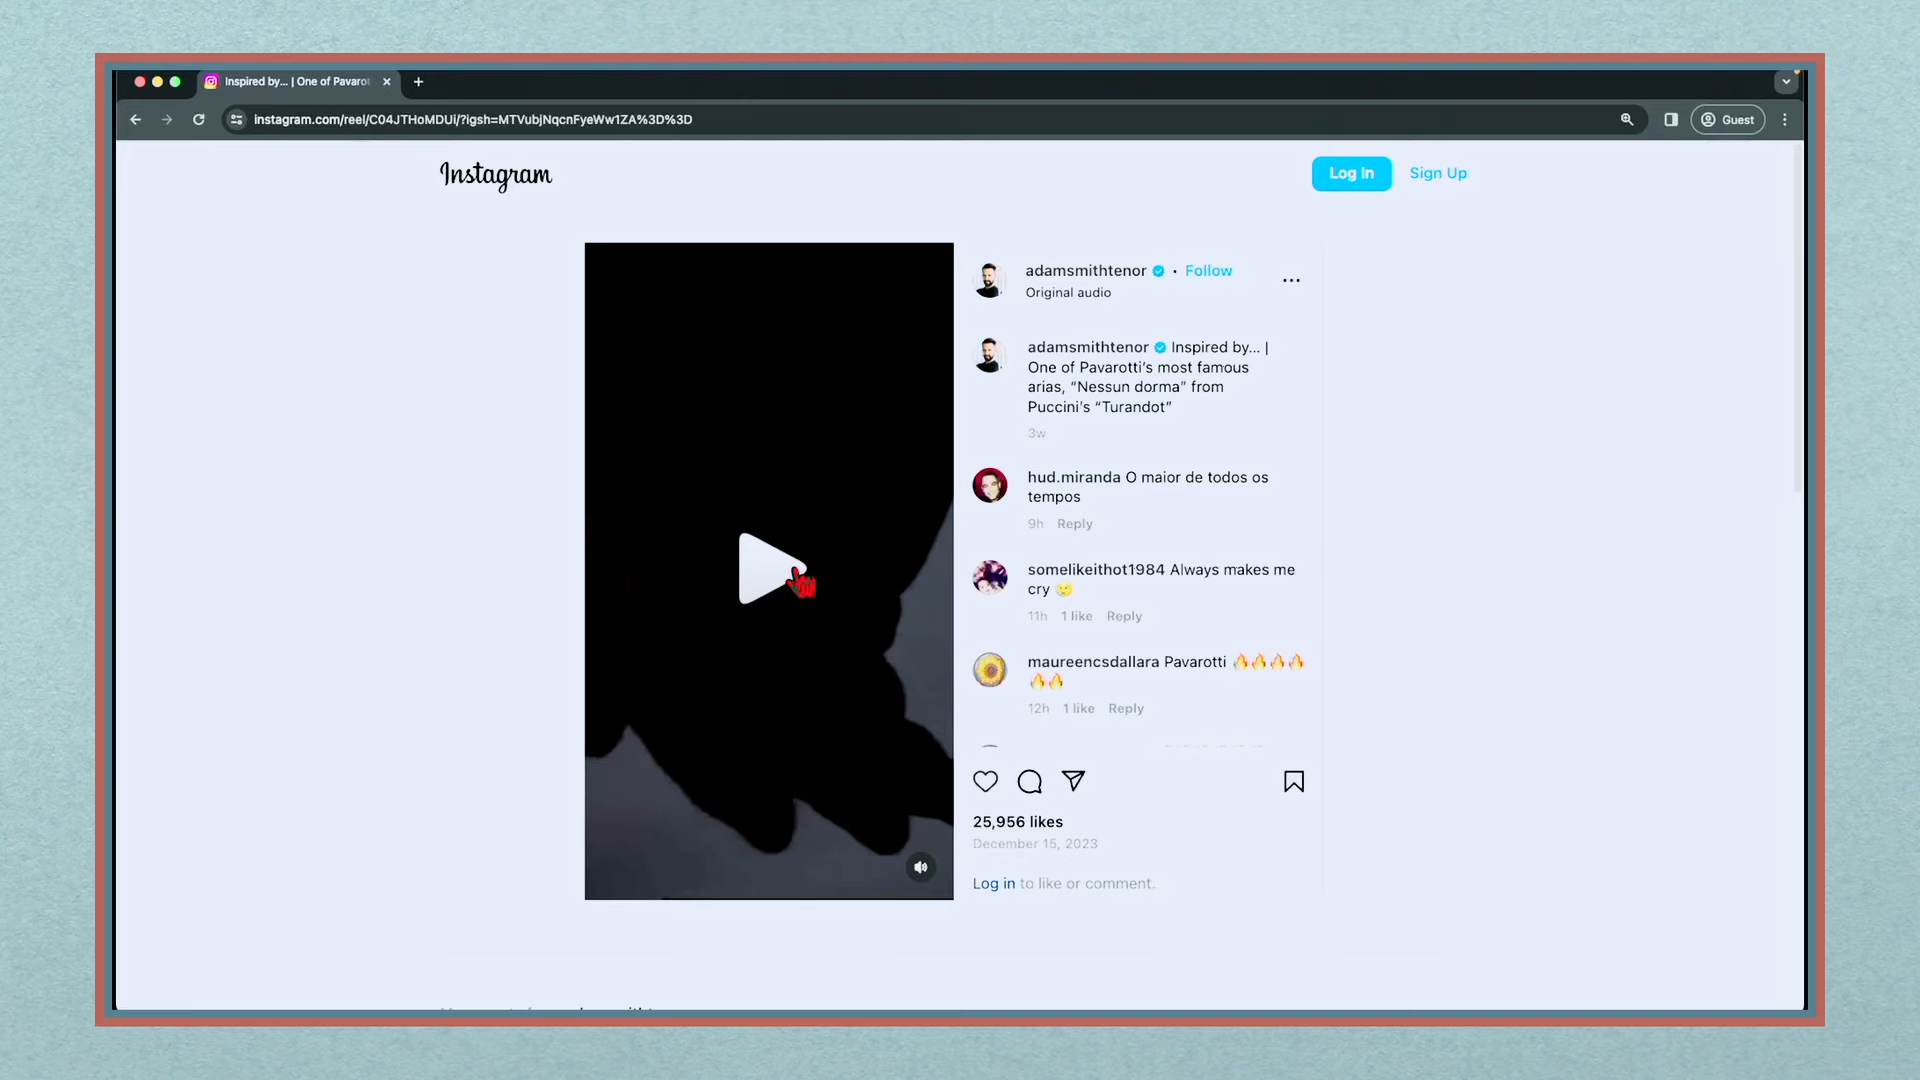 Inspired by... | One of Pavarot
instagram.com/reel/C04JTHoMDUi/?igsh=MTVubjNqcnFyeWw1ZA%3D%3D
Guest
Instagram
Log In
Sign Up
adamsmithtenor • Follow
Original audio
adamsmithtenor Inspired by... |
One of Pavarotti's most famous
arias, “Nessun dorma” from
Puccini's “Turandot”
3w
hud.miranda O maior de todos os
tempos
9h Reply
somelikeithot1984 Always makes me
cry
11h 1 like Reply
maureencsdallara Pavarotti 🔥🔥🔥🔥
🔥🔥
12h 1 like Reply
25,956 likes
December 15, 2023
Log in to like or comment.